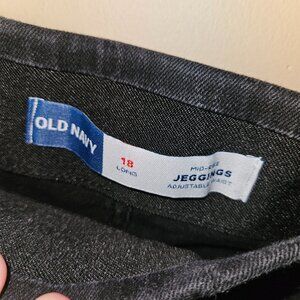 OLD NAVY
18
LONG
MID-RISE
JEGGINGS
ADJUSTABLE WAIST